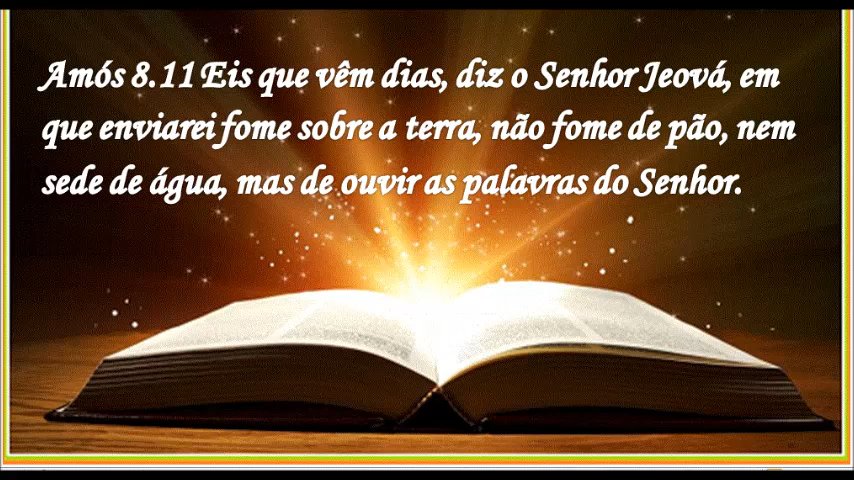 Amós 8.11 Eis que vêm dias, diz o Senhor Jeová, em
que enviarei fome sobre a terra, não fome de pão, nem
sede de água, mas de ouvir as palavras do Senhor.